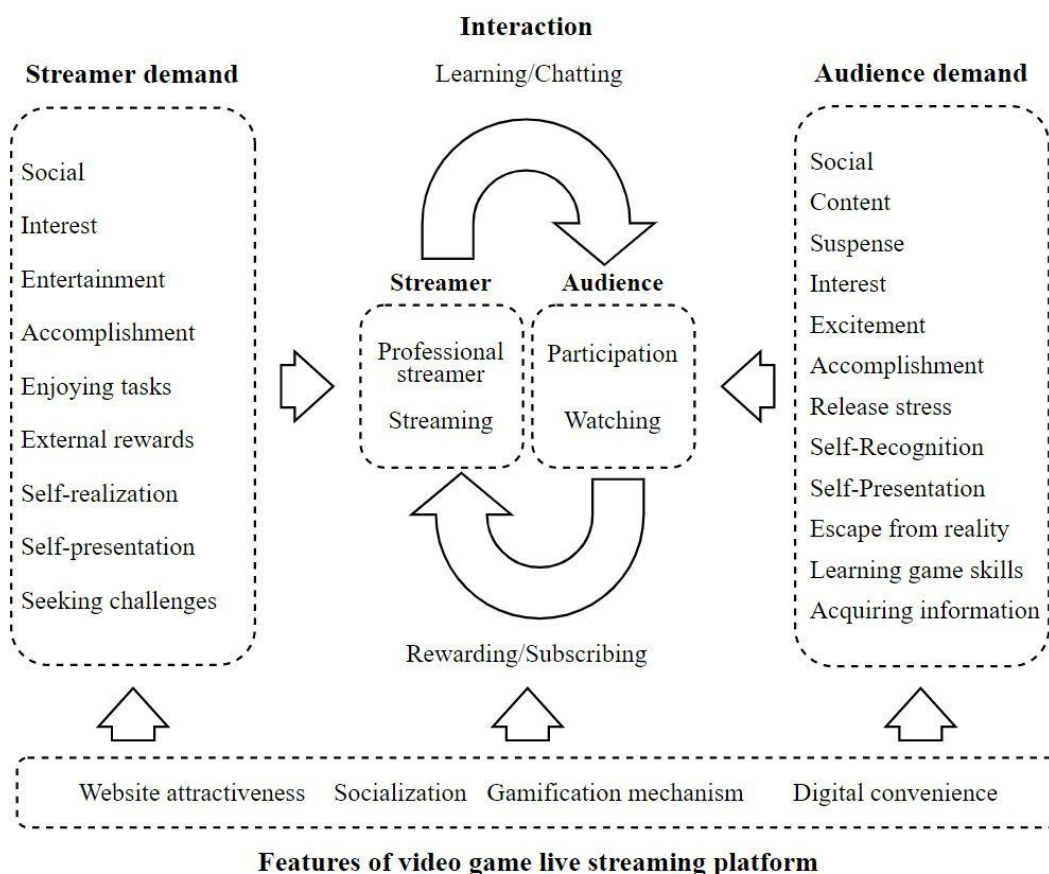 Interaction
Learning/Chatting
Streamer demand
Social
Interest
Entertainment
Accomplishment
Enjoying tasks
External rewards
Self-realization
Self-presentation
Seeking challenges
Streamer
Professional
streamer
Streaming
Audience
Participation
Watching
Rewarding/Subscribing
Audience demand
Social
Content
Suspense
Interest
Excitement
Accomplishment
Release stress
Self-Recognition
Self-Presentation
Escape from reality
Learning game skills
Acquiring information
Website attractiveness Socialization Gamification mechanism Digital convenience
Features of video game live streaming platform